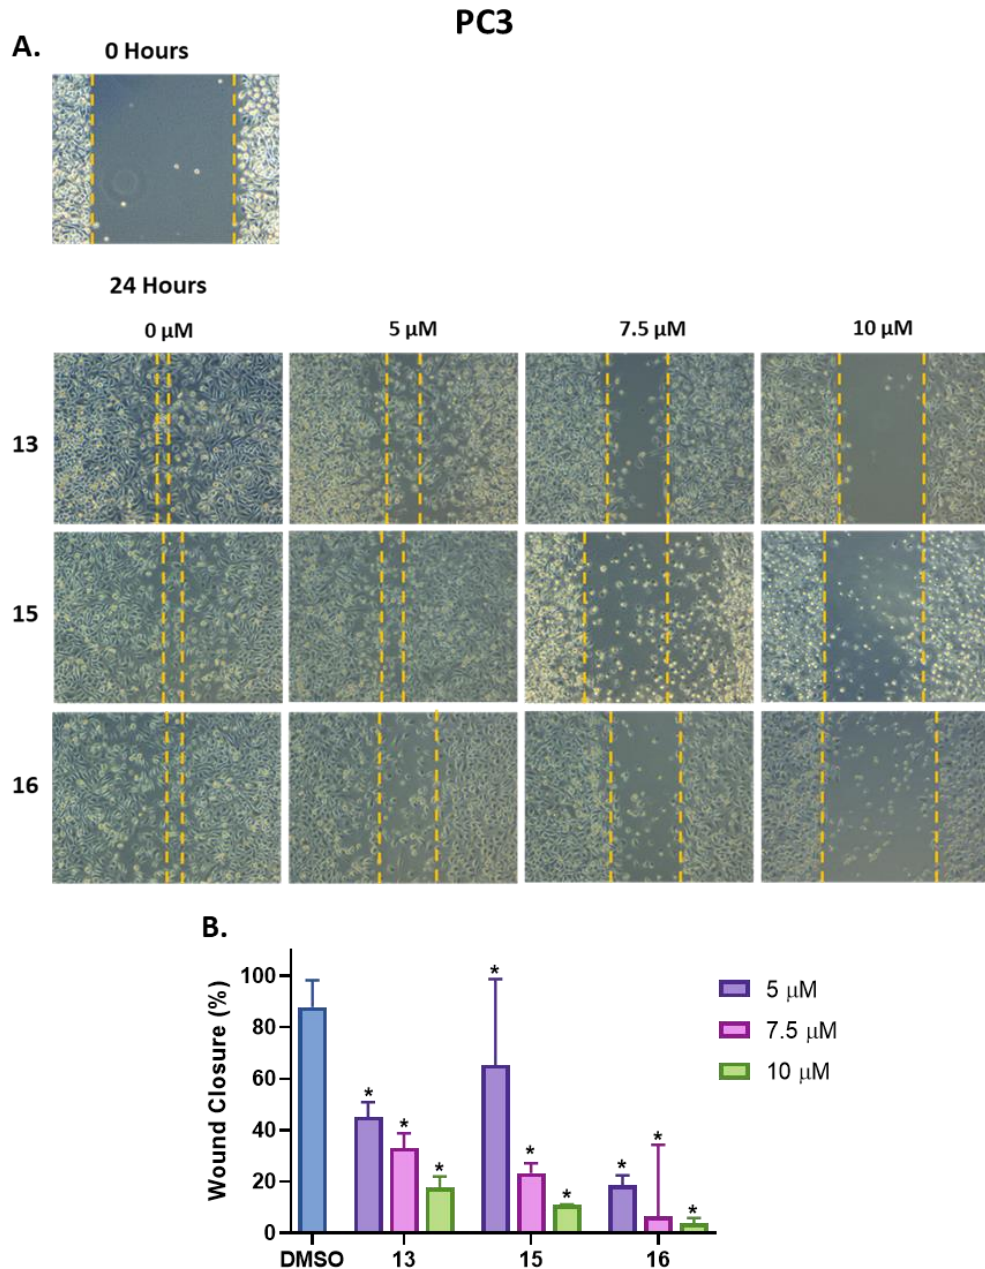 PC3
A.
0 Hours
24 Hours
0 µM 5 µM 7.5 µM 10 µM
13
15
16
B.
Wound Closure (%)
100
80
60
40
20
0
* * * * * * * * *
DMSO 13 15 16
5 µM
7.5 µM
10 µM